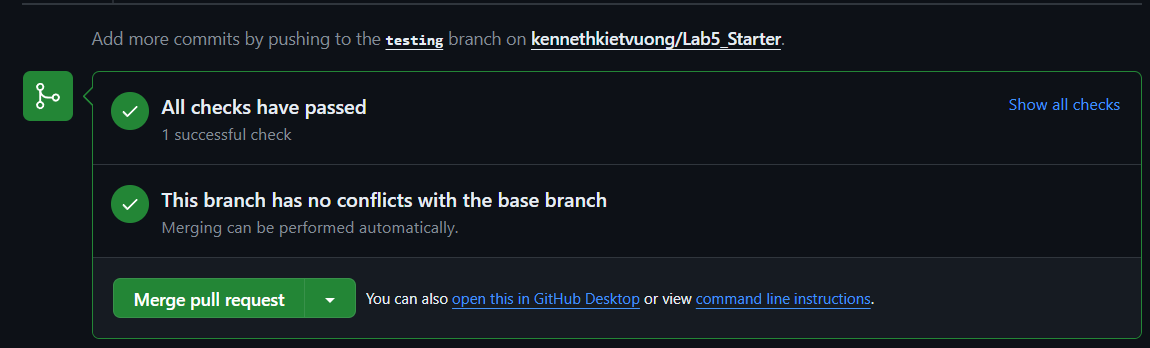 Add more commits by pushing to the testing branch on kennethkietvuong/Lab5_Starter.
All checks have passed
Show all checks
1 successful check
This branch has no conflicts with the base branch
Merging can be performed automatically.
Merge pull request
You can also open this in GitHub Desktop or view command line instructions.